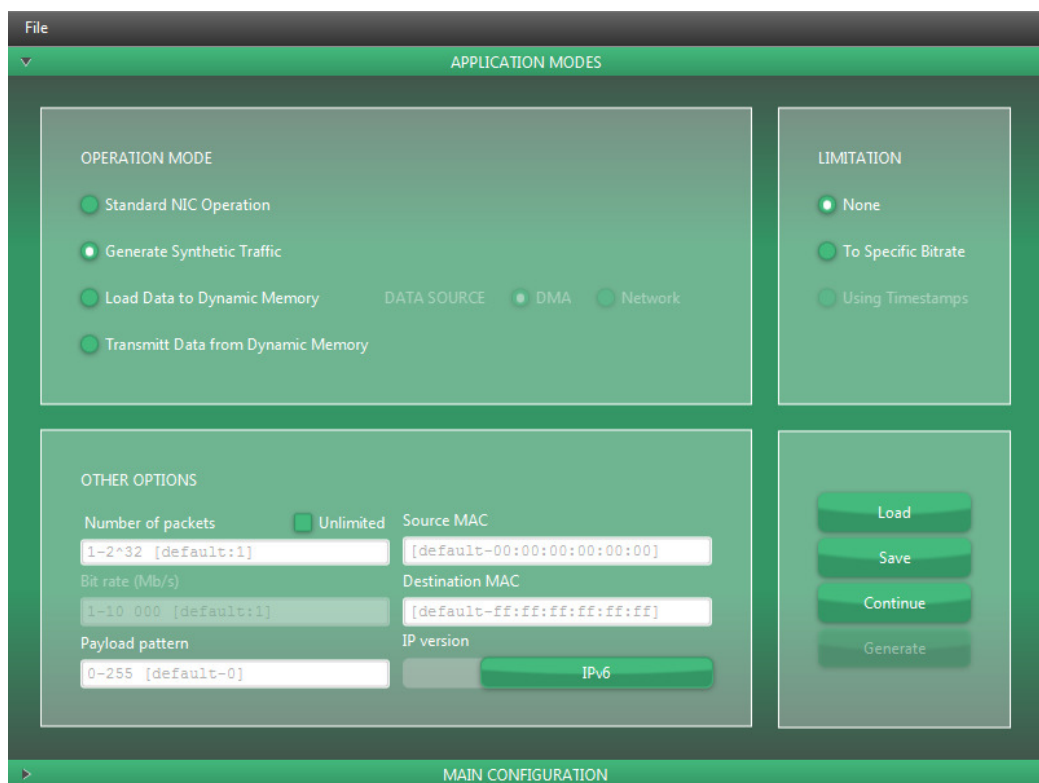 File
APPLICATION MODES
OPERATION MODE
Standard NIC Operation
Generate Synthetic Traffic
Load Data to Dynamic Memory DATA SOURCE DMA Network
Transmitt Data from Dynamic Memory
LIMITATION
None
To Specific Bitrate
Using Timestamps
OTHER OPTIONS
Number of packets Unlimited
1-2^32 [default:1]
Bit rate (Mb/s)
1-10 000 [default:1]
Payload pattern
0-255 [default-0]
Source MAC
[default-00:00:00:00:00:00]
Destination MAC
[default-ff:ff:ff:ff:ff:ff]
IP version
IPv6
Load
Save
Continue
Generate
MAIN CONFIGURATION